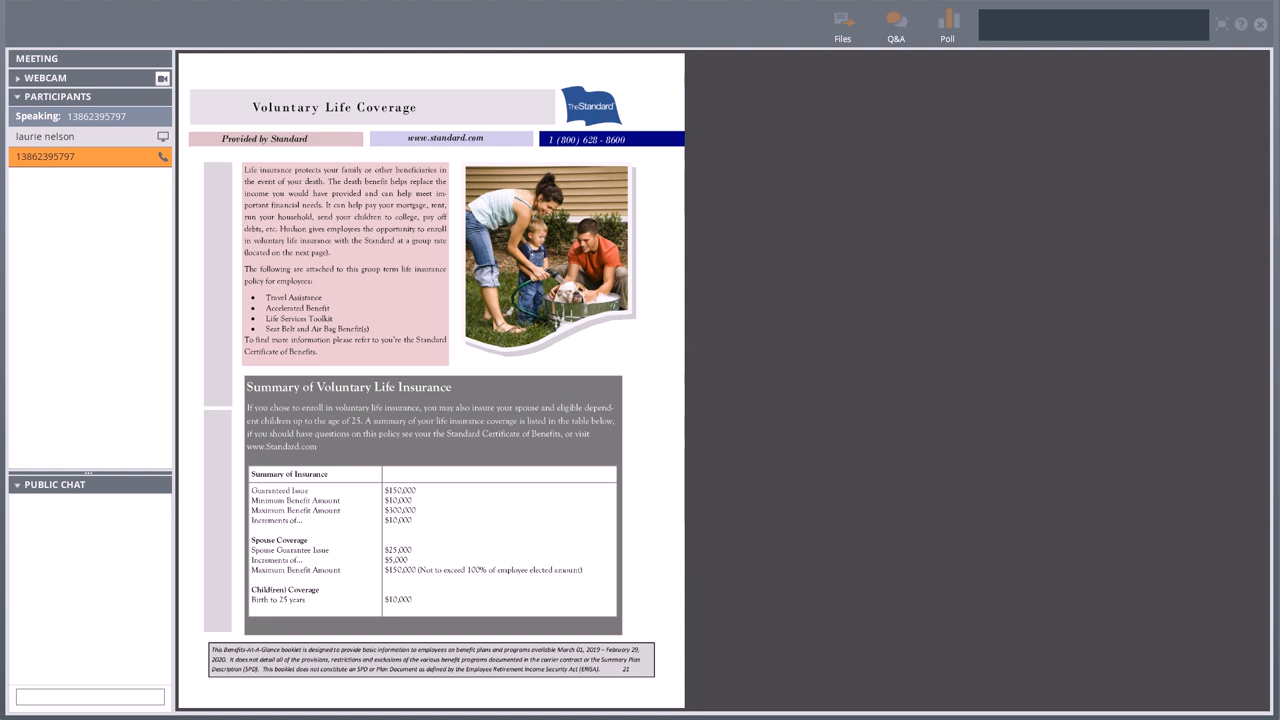 Files
Q&A
Poll
MEETING
WEBCAM
PARTICIPANTS
Speaking: 13862395797
laurie nelson
13862395797
PUBLIC CHAT
Voluntary Life Coverage
TheStandard
Provided by Standard
www.standard.com
1 (800) 628 - 8600
Life insurance protects your family or other beneficiaries in
the event of your death. The death benefit helps replace the
income you would have provided and can help meet im-
portant financial needs. It can help pay your mortgage, rent,
run your household, send your children to college, pay off
debts, etc. Hudson gives employees the opportunity to enroll
in voluntary life insurance with the Standard at a group rate
(located on the next page).
The following are attached to this group term life insurance
policy for employees:
• Travel Assistance
• Accelerated Benefit
• Life Services Toolkit
• Seat Belt and Air Bag Benefit(s)
To find more information please refer to you're the Standard
Certificate of Benefits.
Summary of Voluntary Life Insurance
If you chose to enroll in voluntary life insurance, you may also insure your spouse and eligible depend-
ent children up to the age of 25. A summary of your life insurance coverage is listed in the table below,
if you should have questions on this policy see your the Standard Certificate of Benefits, or visit
www.Standard.com
Summary of Insurance
Guaranteed Issue $150,000
Minimum Benefit Amount $10,000
Maximum Benefit Amount $300,000
Increments of... $10,000
Spouse Coverage
Spouse Guarantee Issue $25,000
Increments of... $5,000
Maximum Benefit Amount $150,000 (Not to exceed 100% of employee elected amount)
Child(ren) Coverage
Birth to 25 years $10,000
This Benefits-At-A-Glance booklet is designed to provide basic information to employees on benefit plans and programs available March 01, 2019 – February 29,
2020. It does not detail all of the provisions, restrictions and exclusions of the various benefit programs documented in the carrier contract or the Summary Plan
Description (SPD). This booklet does not constitute an SPD or Plan Document as defined by the Employee Retirement Income Security Act (ERISA). 21